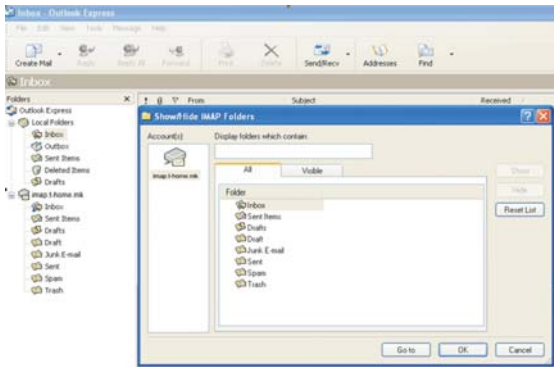 Inbox - Outlook Express
File Edit View Tools Message Help
Create Mail Reply Reply All Forward Print Delete Send/Recv Addresses Find
Inbox
Folders
! From Subject Received
Outlook Express
Local Folders
Inbox
Outbox
Sent Items
Deleted Items
Drafts
imap.t-home.mk
Inbox
Sent Items
Drafts
Draft
Junk E-mail
Sent
Spam
Trash
Show/Hide IMAP Folders
Account(s):
Display folders which contain:
imap.t-home.mk
All Visible
Folder
Inbox
Sent Items
Drafts
Draft
Junk E-mail
Sent
Spam
Trash
Show
Hide
Reset List
Go to OK Cancel